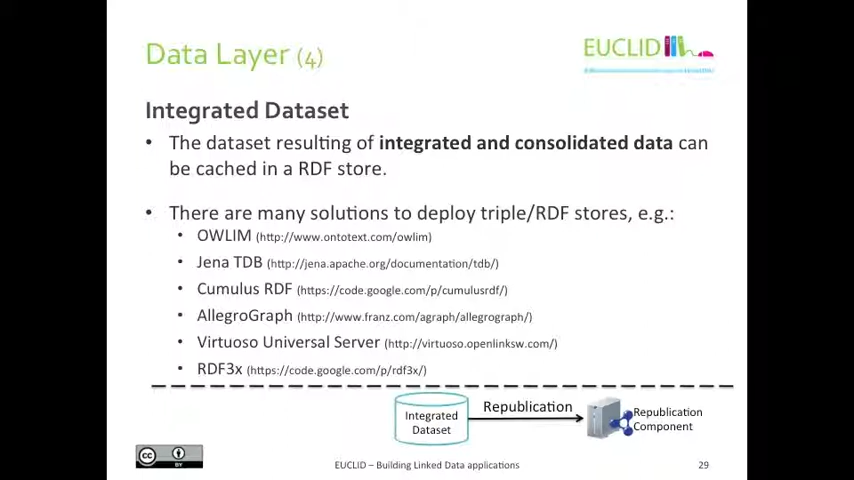 Data Layer (4)
EUCLID
Integrated Dataset
• The dataset resulting of integrated and consolidated data can
be cached in a RDF store.
• There are many solutions to deploy triple/RDF stores, e.g.:
• OWLIM (http://www.ontotext.com/owlim)
• Jena TDB (http://jena.apache.org/documentation/tdb/)
• Cumulus RDF (https://code.google.com/p/cumulusrdf/)
• AllegroGraph (http://www.franz.com/agraph/allegrograph/)
• Virtuoso Universal Server (http://virtuoso.openlinksw.com/)
• RDF3x (https://code.google.com/p/rdf3x/)
Integrated
Dataset
Republication
Republication
Component
cc
BY
EUCLID – Building Linked Data applications
29